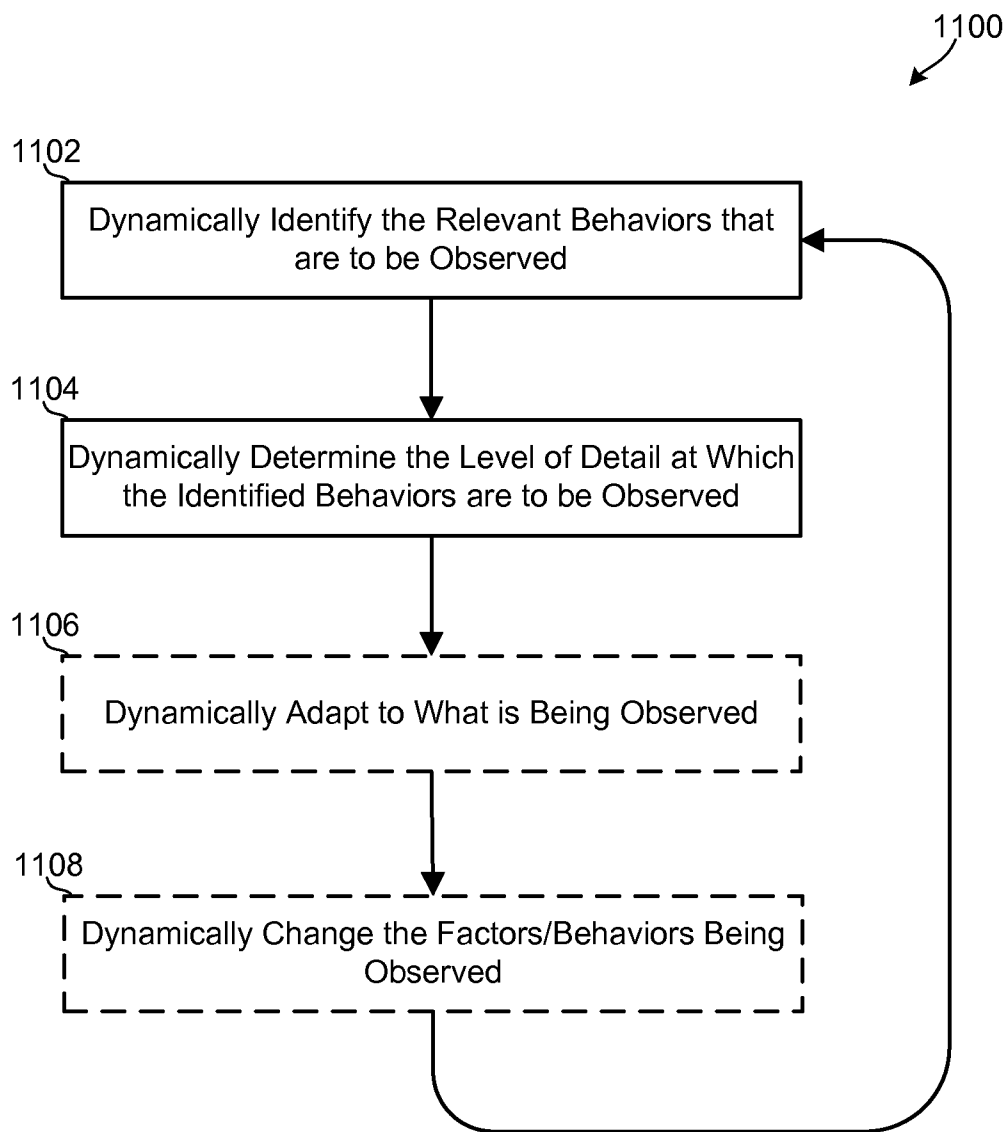 1100
1102
Dynamically Identify the Relevant Behaviors that
are to be Observed
1104
Dynamically Determine the Level of Detail at Which
the Identified Behaviors are to be Observed
1106
Dynamically Adapt to What is Being Observed
1108
Dynamically Change the Factors/Behaviors Being
Observed